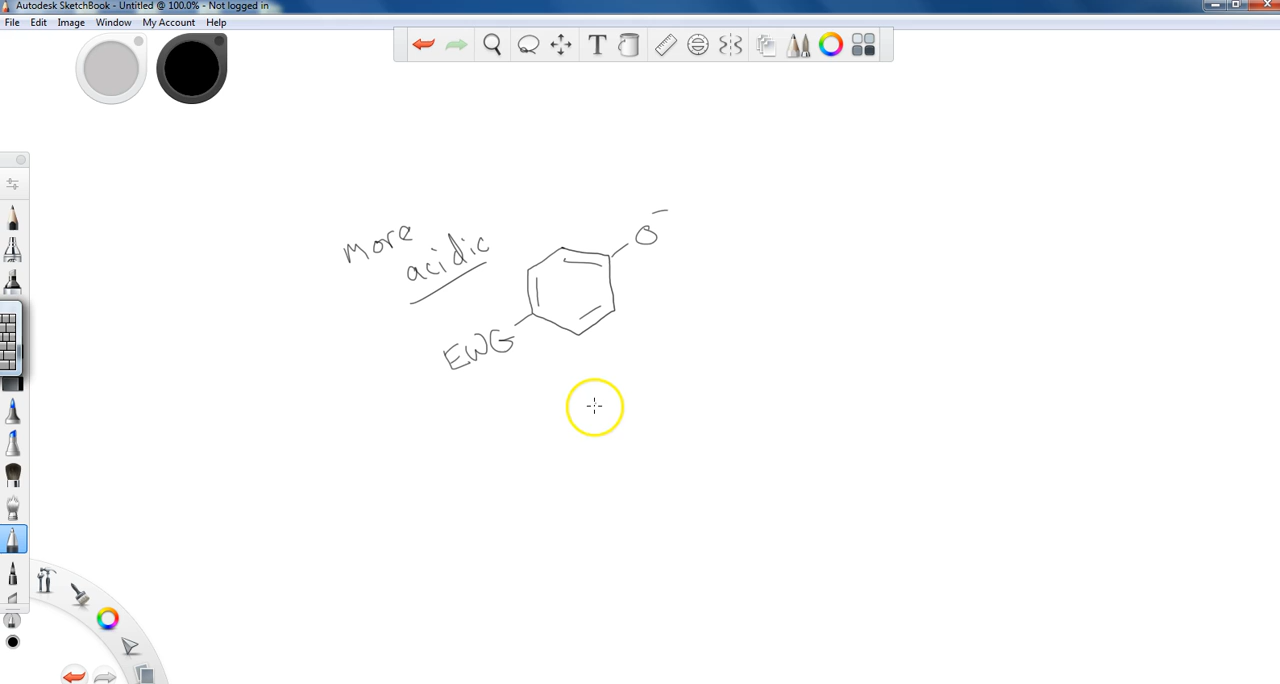 Autodesk SketchBook - Untitled @ 100.0% - Not logged in
File Edit Image Window My Account Help
T
More
acidic
O⁻
EWG